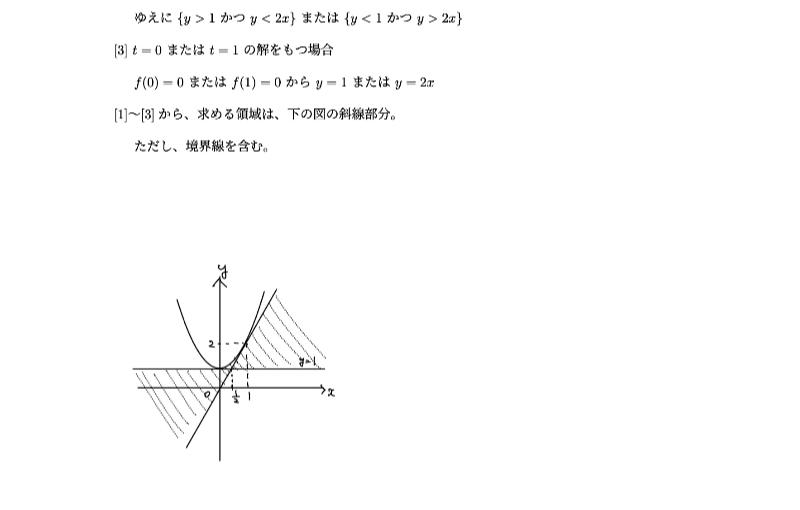 ゆえに {y > 1 かつ y < 2x} または {y < 1 かつ y > 2x}
[3] t = 0 または t = 1 の解をもつ場合
f(0) = 0 または f(1) = 0 から y = 1 または y = 2x
[1]〜[3] から、求める領域は、下の図の斜線部分。
ただし、境界線を含む。
y
2
y=1
0
1/2
1
x